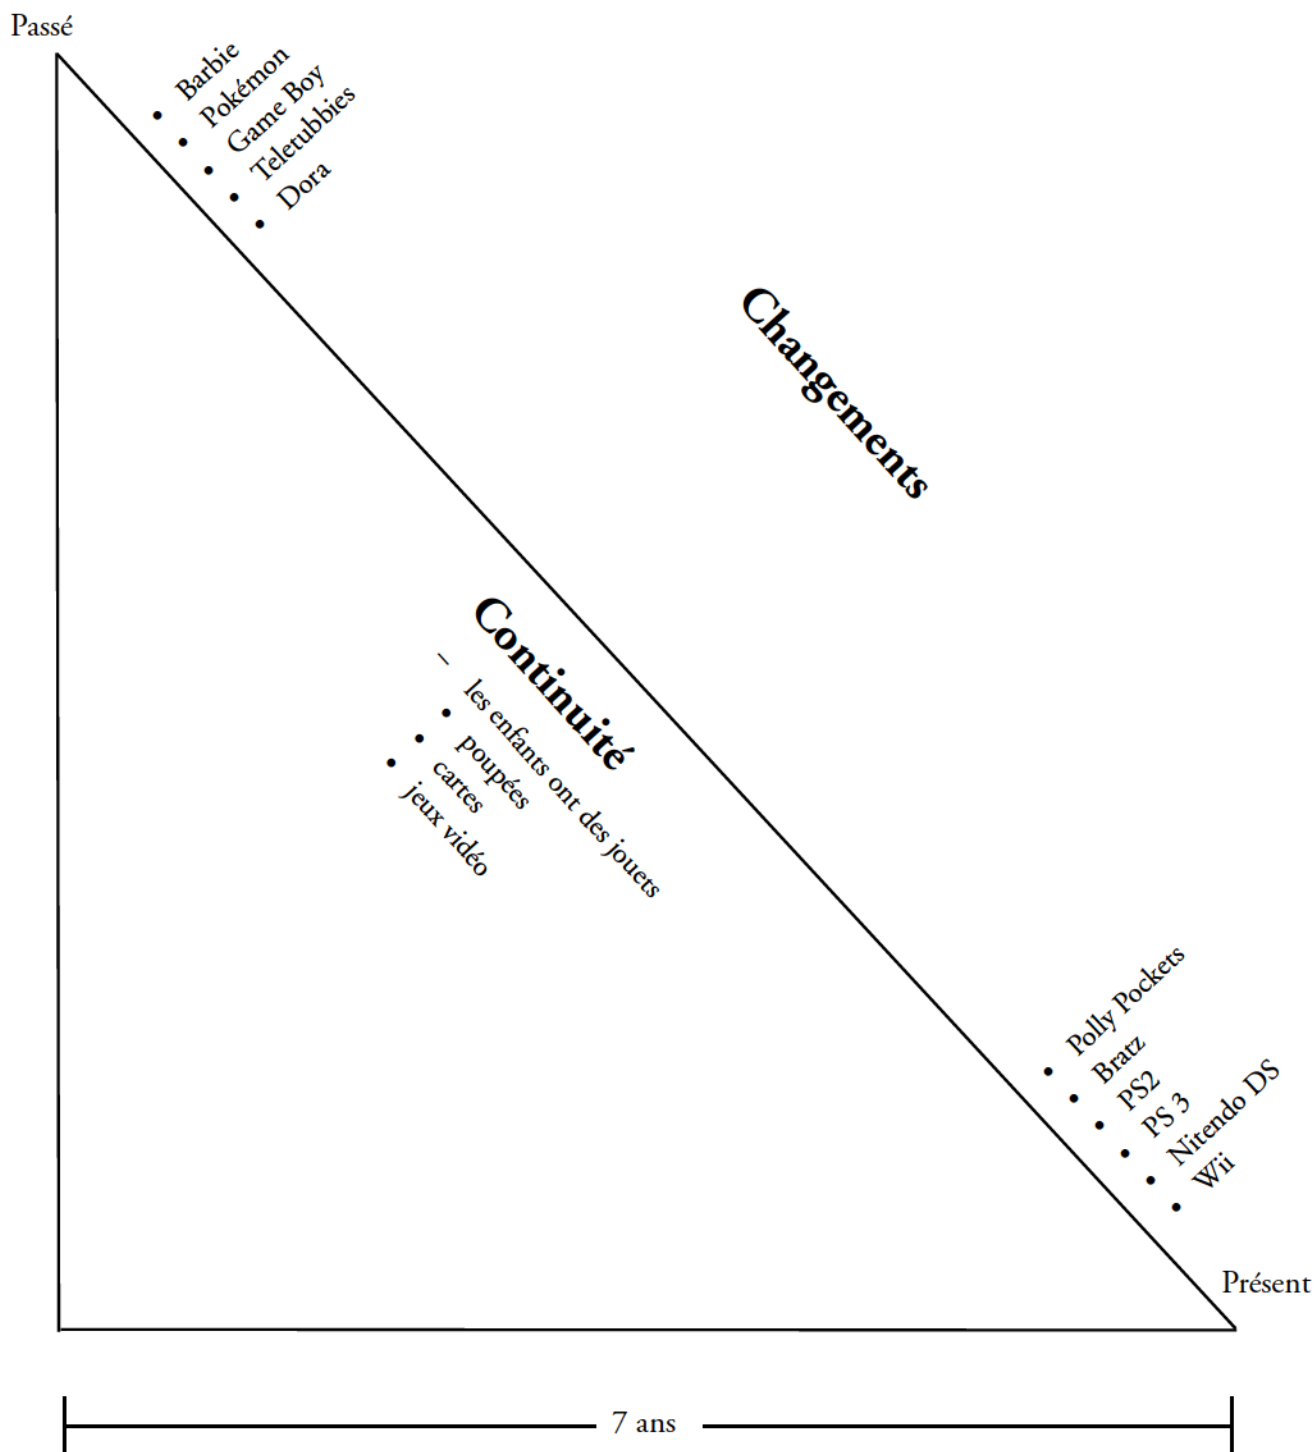 Passé
• Barbie
• Pokémon
• Game Boy
• Teletubbies
• Dora
Changements
Continuité
– les enfants ont des jouets
• poupées
• cartes
• jeux vidéo
• Polly Pockets
• Bratz
• PS2
• PS 3
• Nitendo DS
• Wii
Présent
7 ans